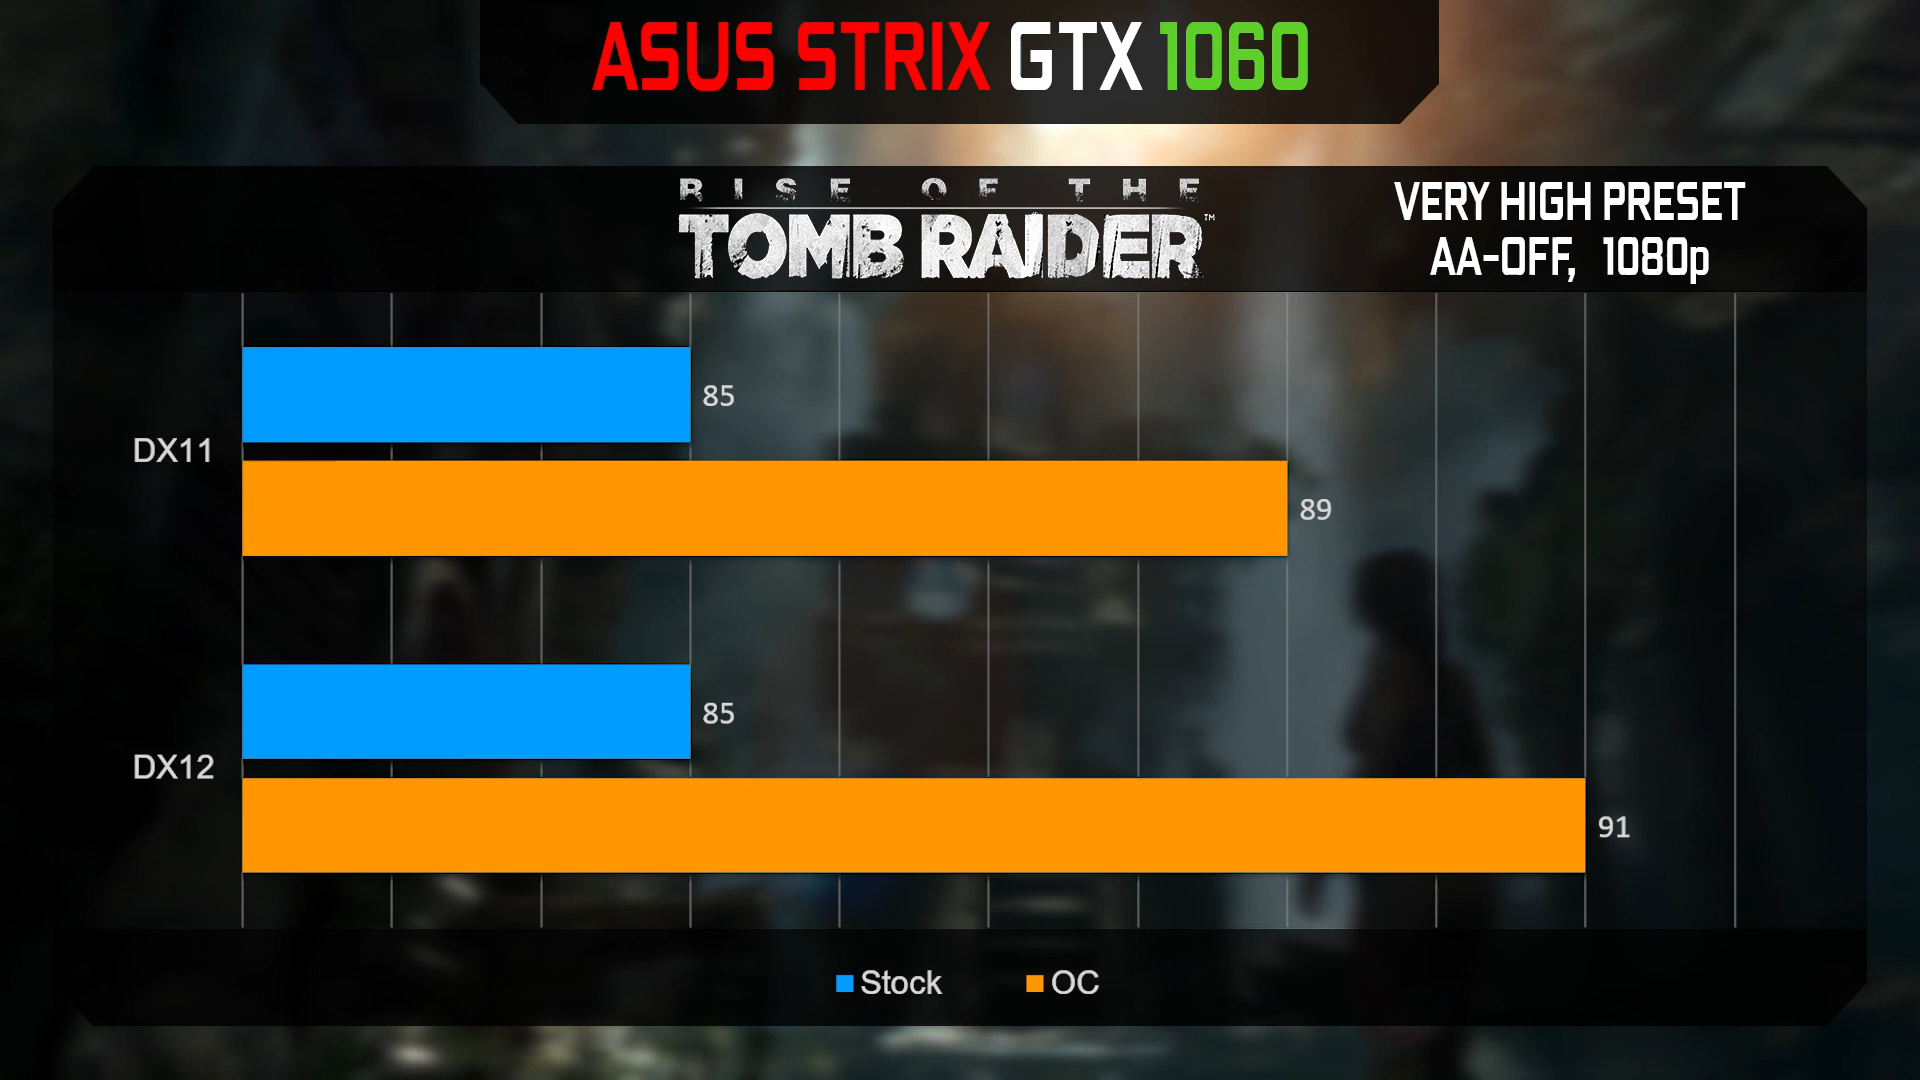 ASUS STRIX GTX 1060
RISE OF THE
TOMB RAIDER™
VERY HIGH PRESET
AA-OFF, 1080p
DX11
85
89
DX12
85
91
Stock
OC